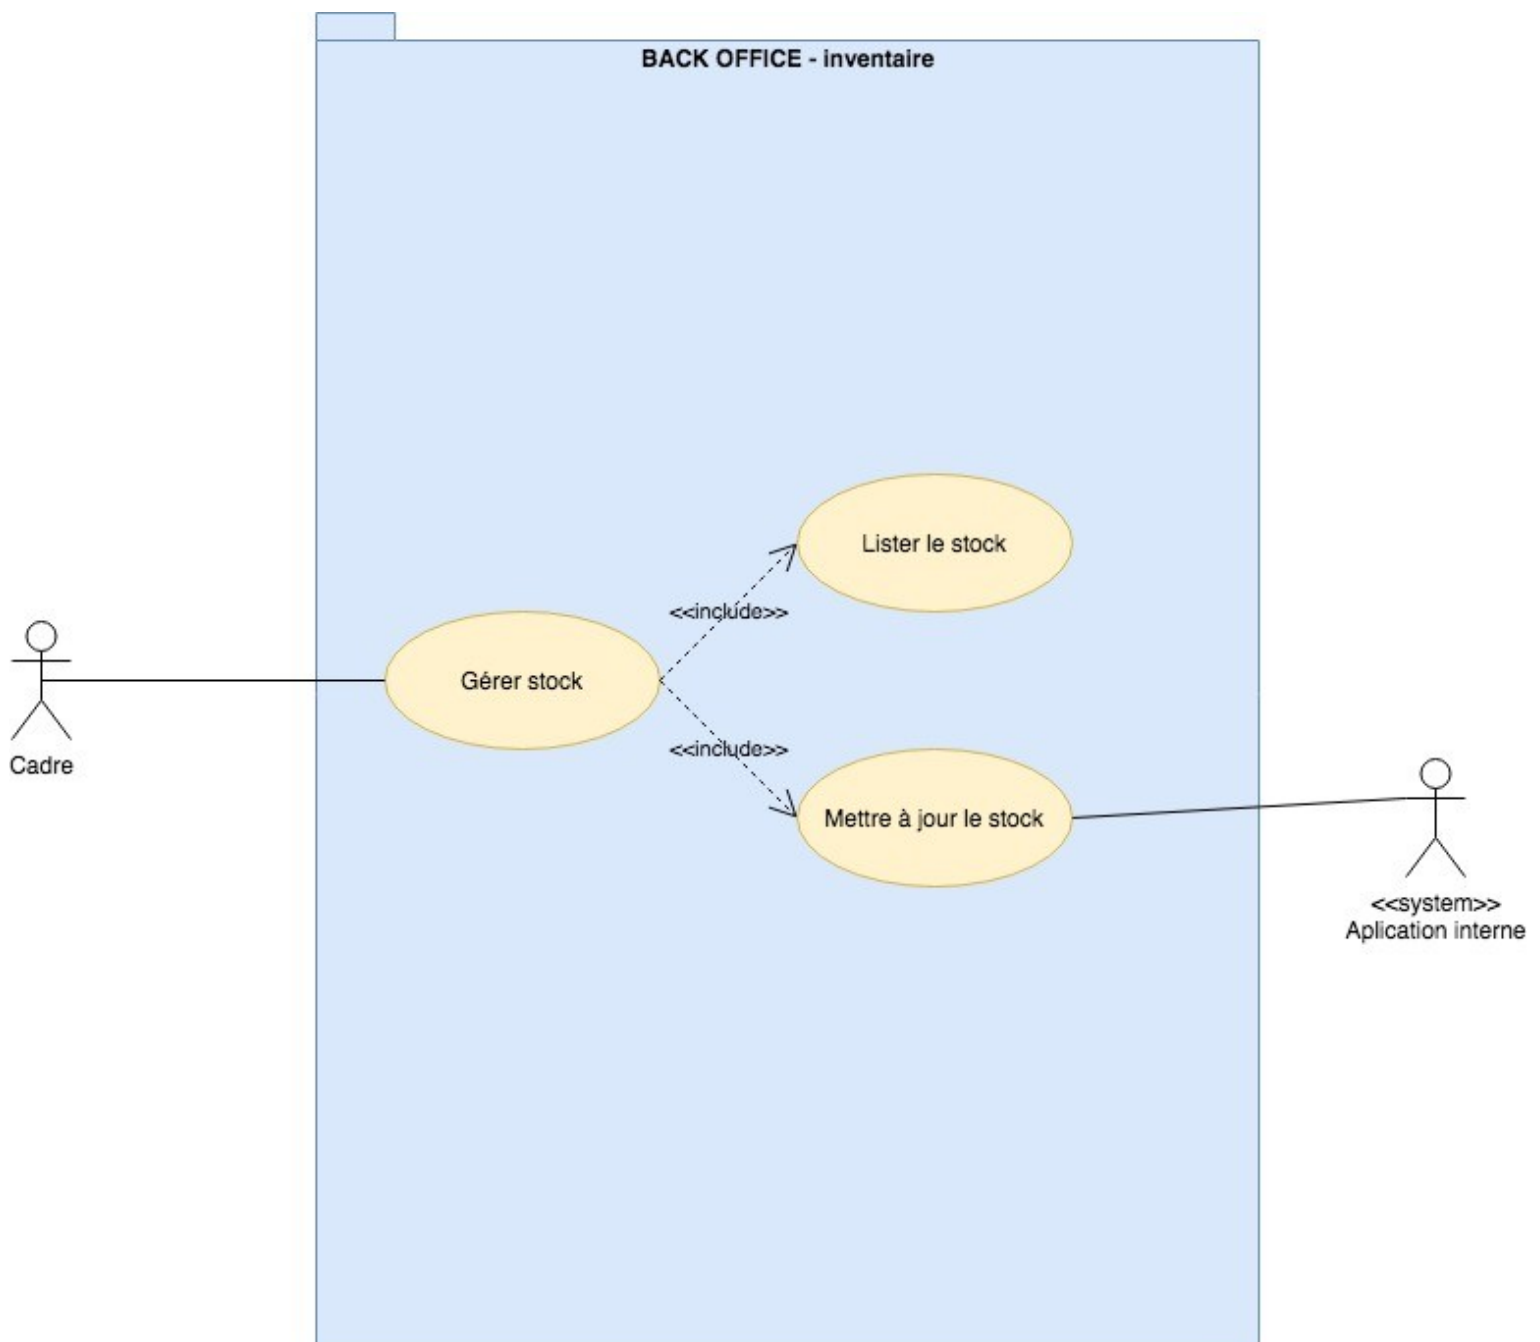 BACK OFFICE - inventaire
Lister le stock
<<include>>
Gérer stock
<<include>>
Cadre
Mettre à jour le stock
<<system>>
Aplication interne